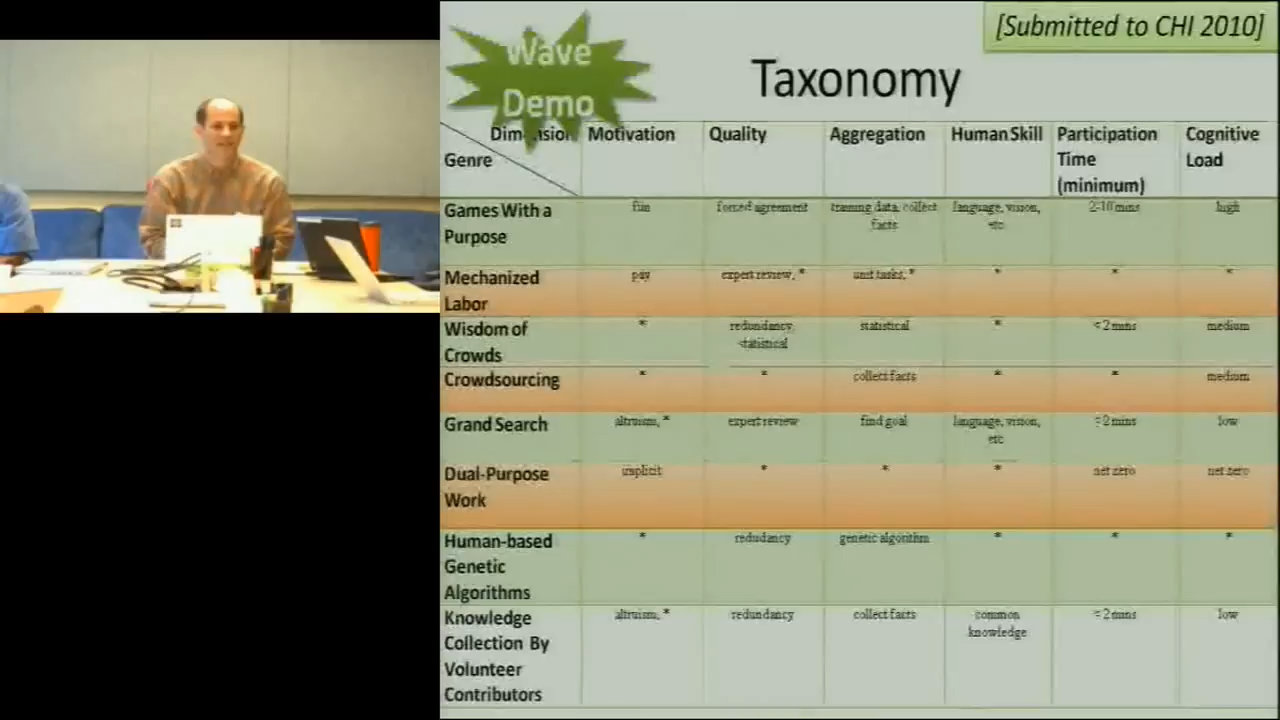 [Submitted to CHI 2010]
Wave
Demo
Taxonomy
Dimension Motivation Quality Aggregation Human Skill Participation Time (minimum) Cognitive Load
Genre
Games With a Purpose fun forced agreement training data, collect facts language, vision, etc 2-10 mins high
Mechanized Labor pay expert review, * unit tasks, * * * *
Wisdom of Crowds * redundancy, statistical statistical * <2 mins medium
Crowdsourcing * * collect facts * * medium
Grand Search altruism, * expert review find goal language, vision, etc mins low
Dual-Purpose Work implicit * * * net zero net zero
Human-based Genetic Algorithms * redudancy genetic algorithm * * *
Knowledge Collection By Volunteer Contributors altruism, * redundancy collect facts common knowledge mins low